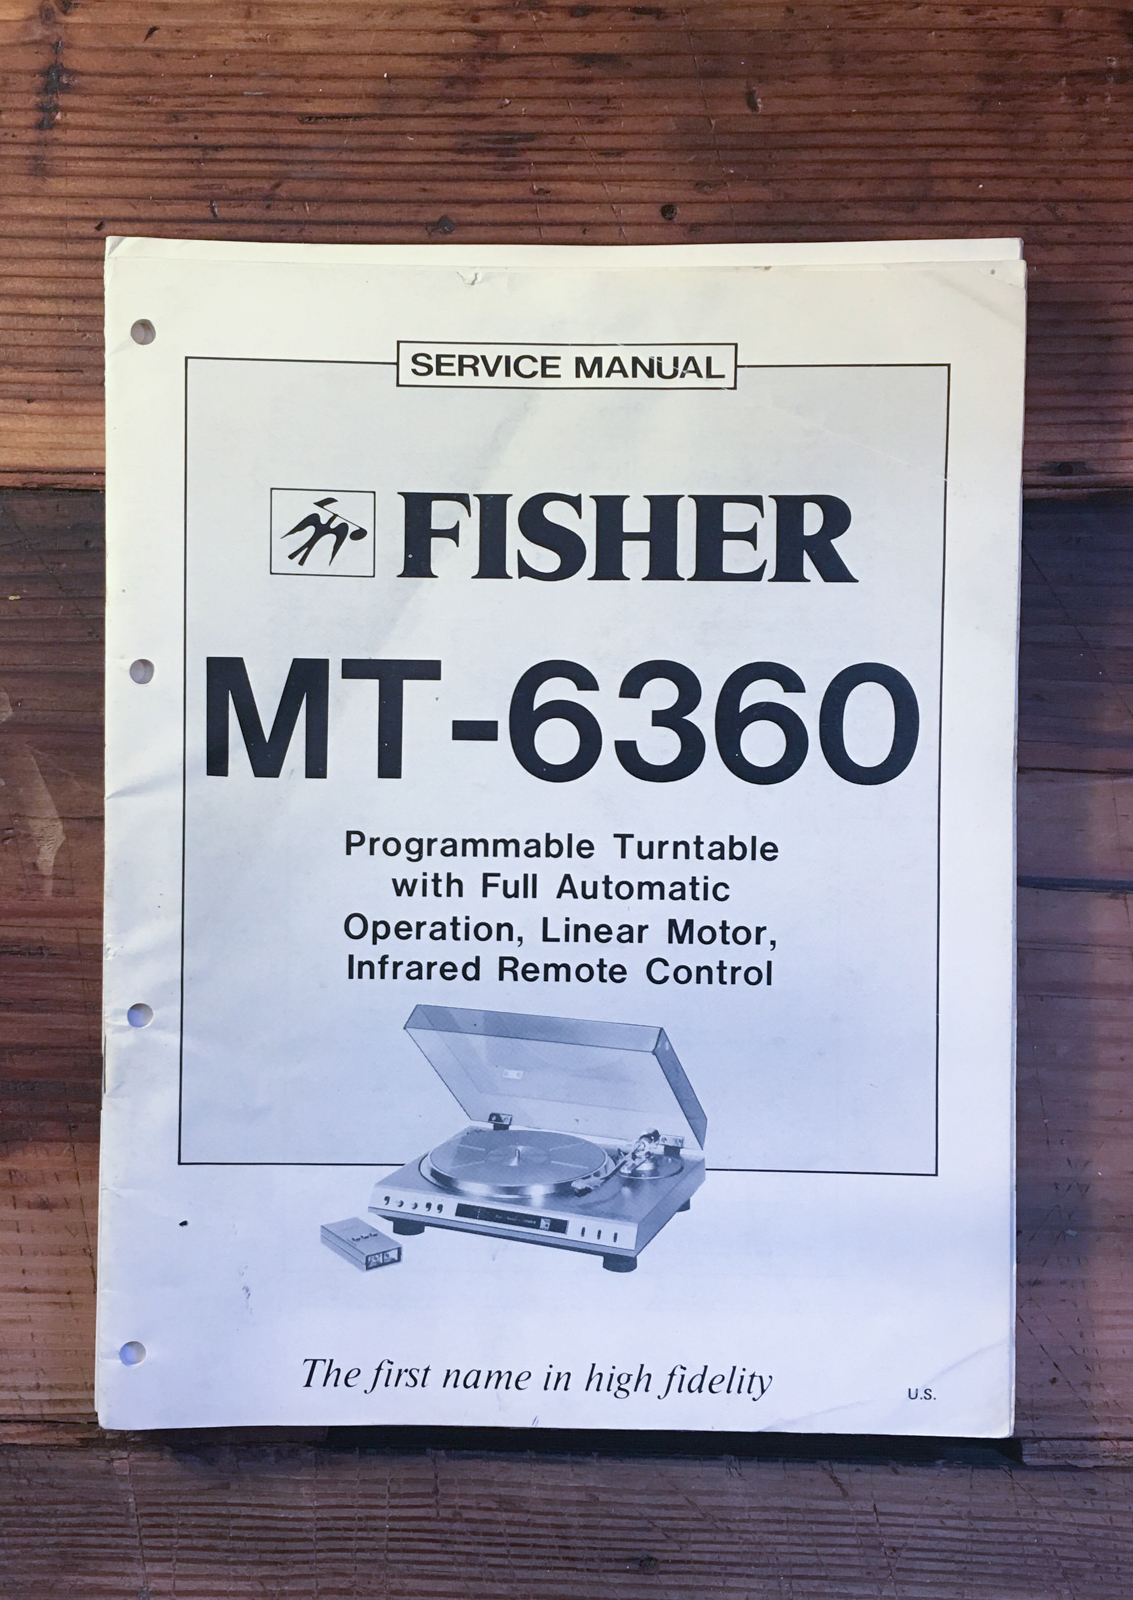 SERVICE MANUAL
FISHER
MT-6360
Programmable Turntable
with Full Automatic
Operation, Linear Motor,
Infrared Remote Control
The first name in high fidelity
U.S.